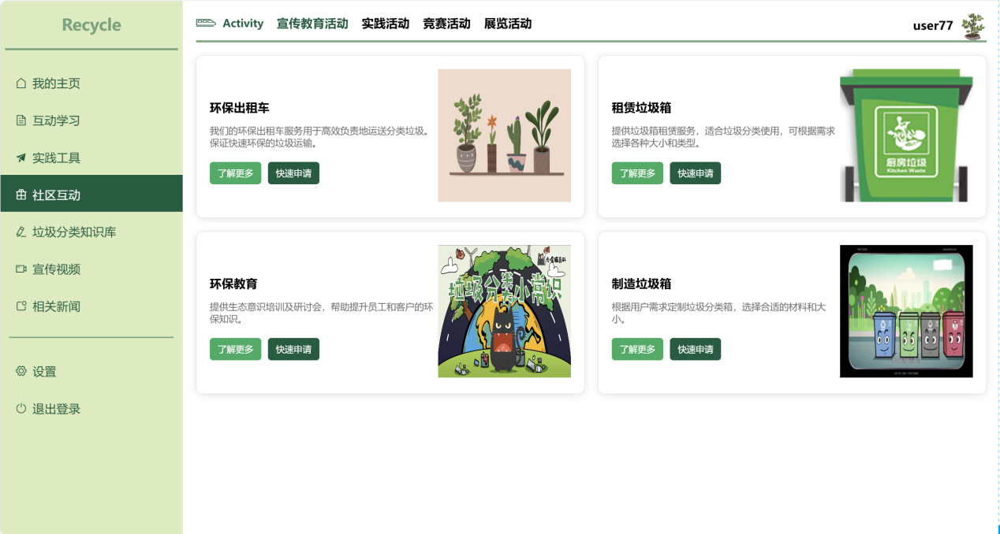 Recycle
我的主页
互动学习
实践工具
社区互动
垃圾分类知识库
宣传视频
相关新闻
设置
退出登录
Activity 宣传教育活动 实践活动 竞赛活动 展览活动
user77
环保出租车
我们的环保出租车服务用于高效负责地运送分类垃圾。
保证快速环保的垃圾运输。
了解更多 快速申请
租赁垃圾箱
提供垃圾箱租赁服务，适合垃圾分类使用，可根据需求
选择各种大小和类型。
了解更多 快速申请
厨房垃圾
Kitchen Waste
环保教育
提供生态意识培训及研讨会，帮助提升员工和客户的环
保知识。
了解更多 快速申请
垃圾分类小常识
制造垃圾箱
根据用户需求定制垃圾分类箱，选择合适的材料和大
小。
了解更多 快速申请